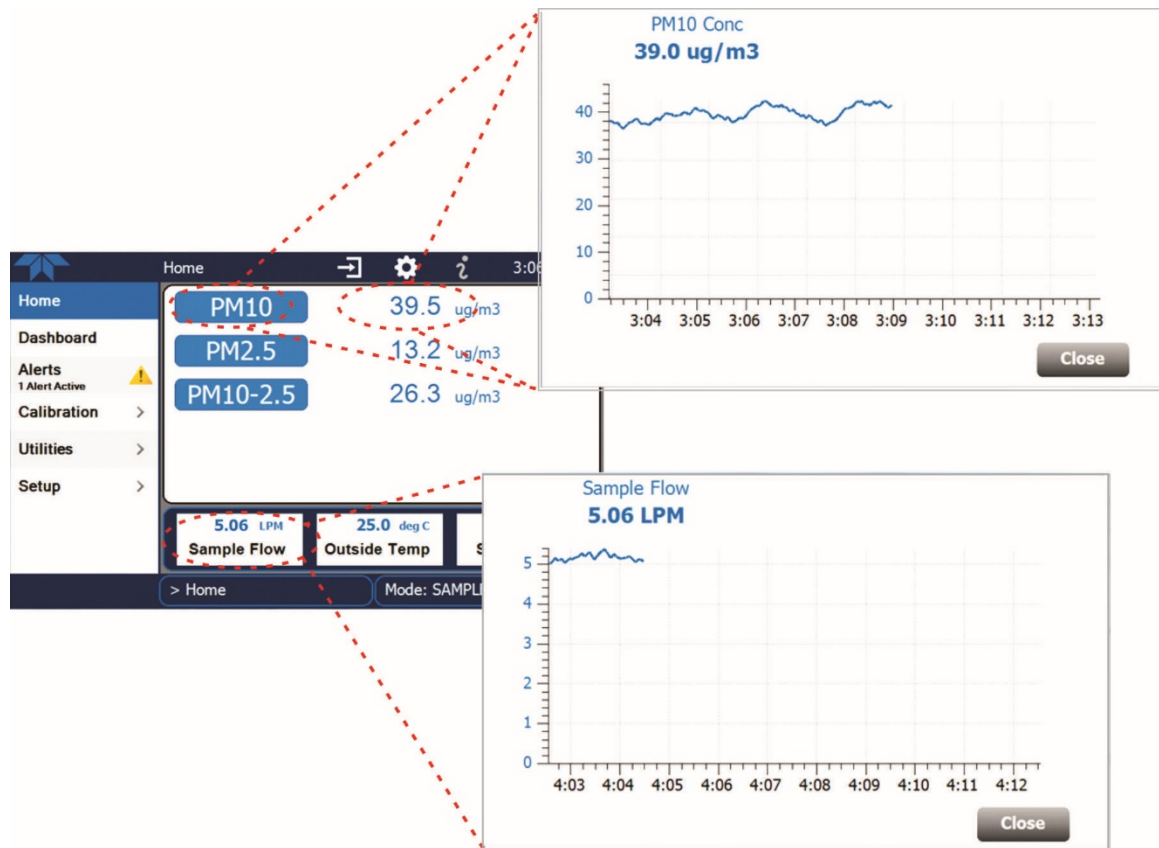 PM10 Conc
39.0 ug/m3
40
30
20
10
0
3:04 3:05 3:06 3:07 3:08 3:09 3:10 3:11 3:12 3:13
Close
Home
Home
PM10 39.5 ug/m3
Dashboard
PM2.5 13.2 ug/m3
Alerts
1 Alert Active
PM10-2.5 26.3 ug/m3
Calibration
Utilities
Setup
5.06 LPM
Sample Flow
25.0 deg C
Outside Temp
> Home
Mode: SAMPL
Sample Flow
5.06 LPM
5
4
3
2
1
0
4:03 4:04 4:05 4:06 4:07 4:08 4:09 4:10 4:11 4:12
Close